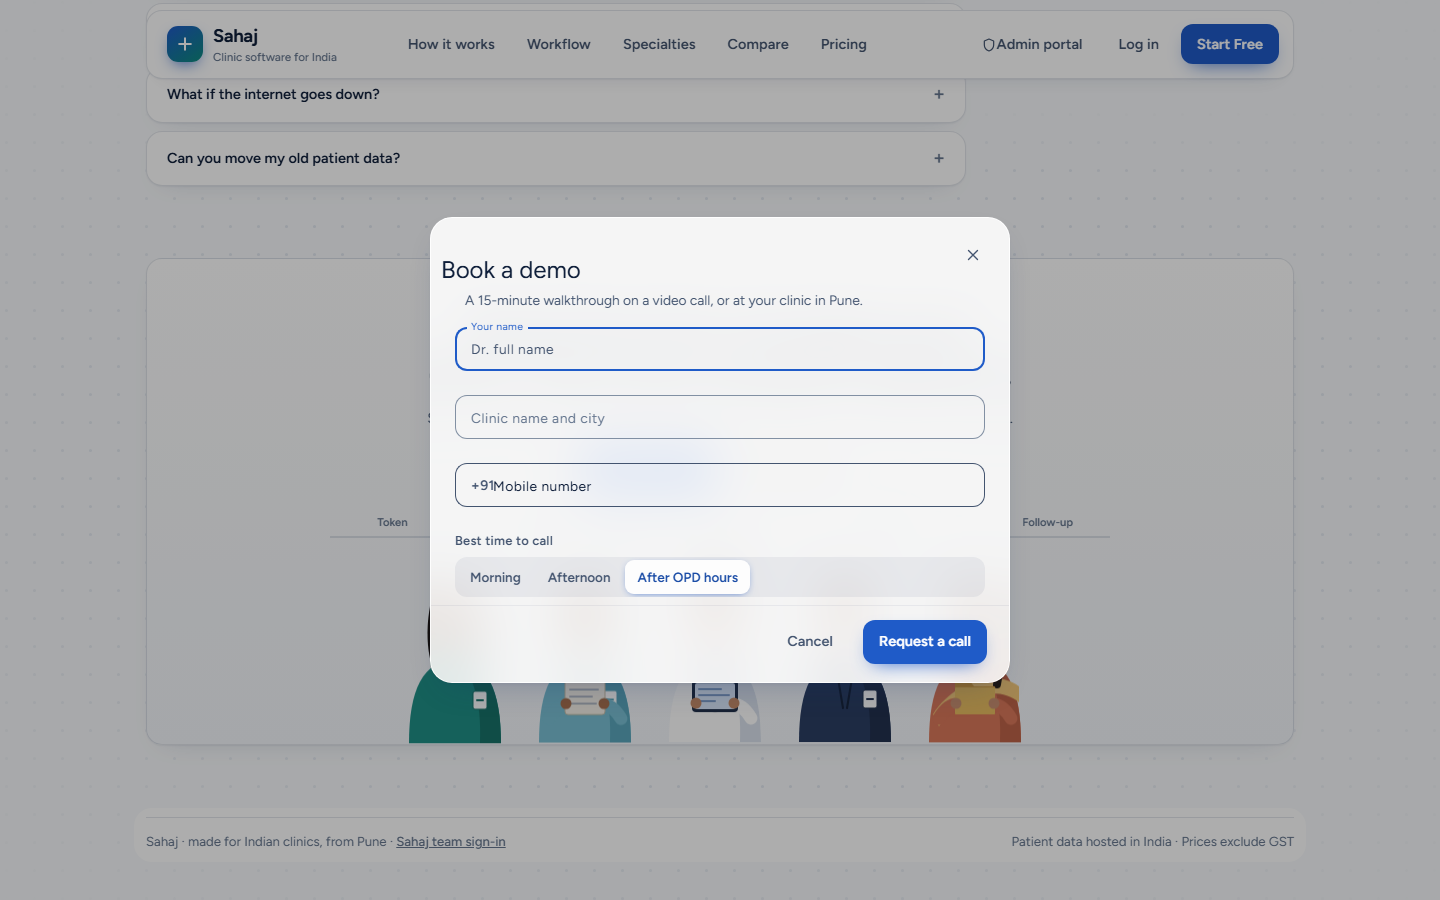 Sahaj
Clinic software for India
How it works
Workflow
Specialties
Compare
Pricing
Admin portal
Log in
Start Free
What if the internet goes down?
Can you move my old patient data?
Book a demo
A 15-minute walkthrough on a video call, or at your clinic in Pune.
Your name
Dr. full name
Clinic name and city
+91Mobile number
Token
Follow-up
Best time to call
Morning
Afternoon
After OPD hours
Cancel
Request a call
Sahaj · made for Indian clinics, from Pune · Sahaj team sign-in
Patient data hosted in India · Prices exclude GST